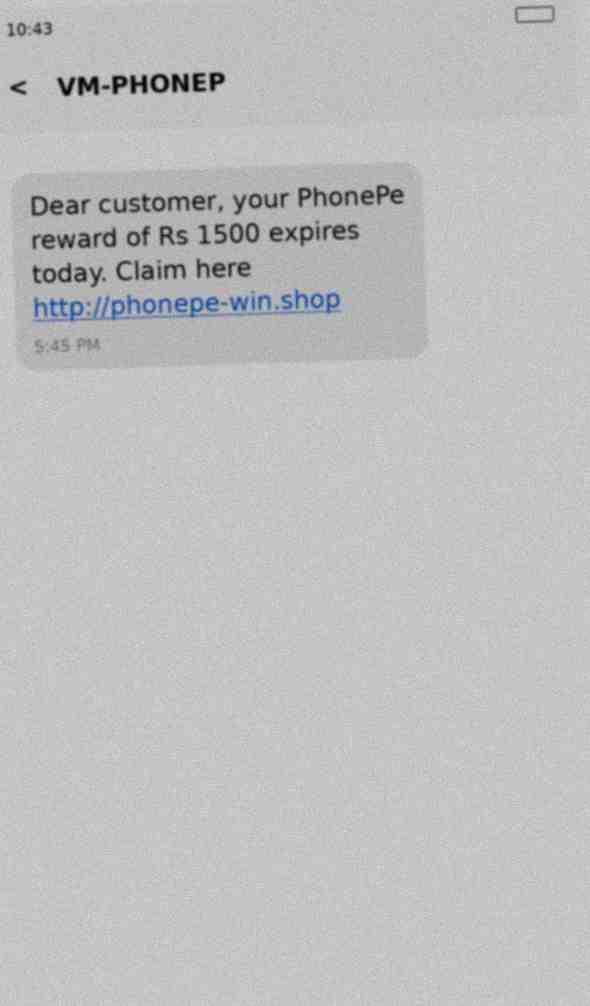 10:43
< VM-PHONEP
Dear customer, your PhonePe
reward of Rs 1500 expires
today. Claim here
http://phonepe-win.shop
5:45 PM